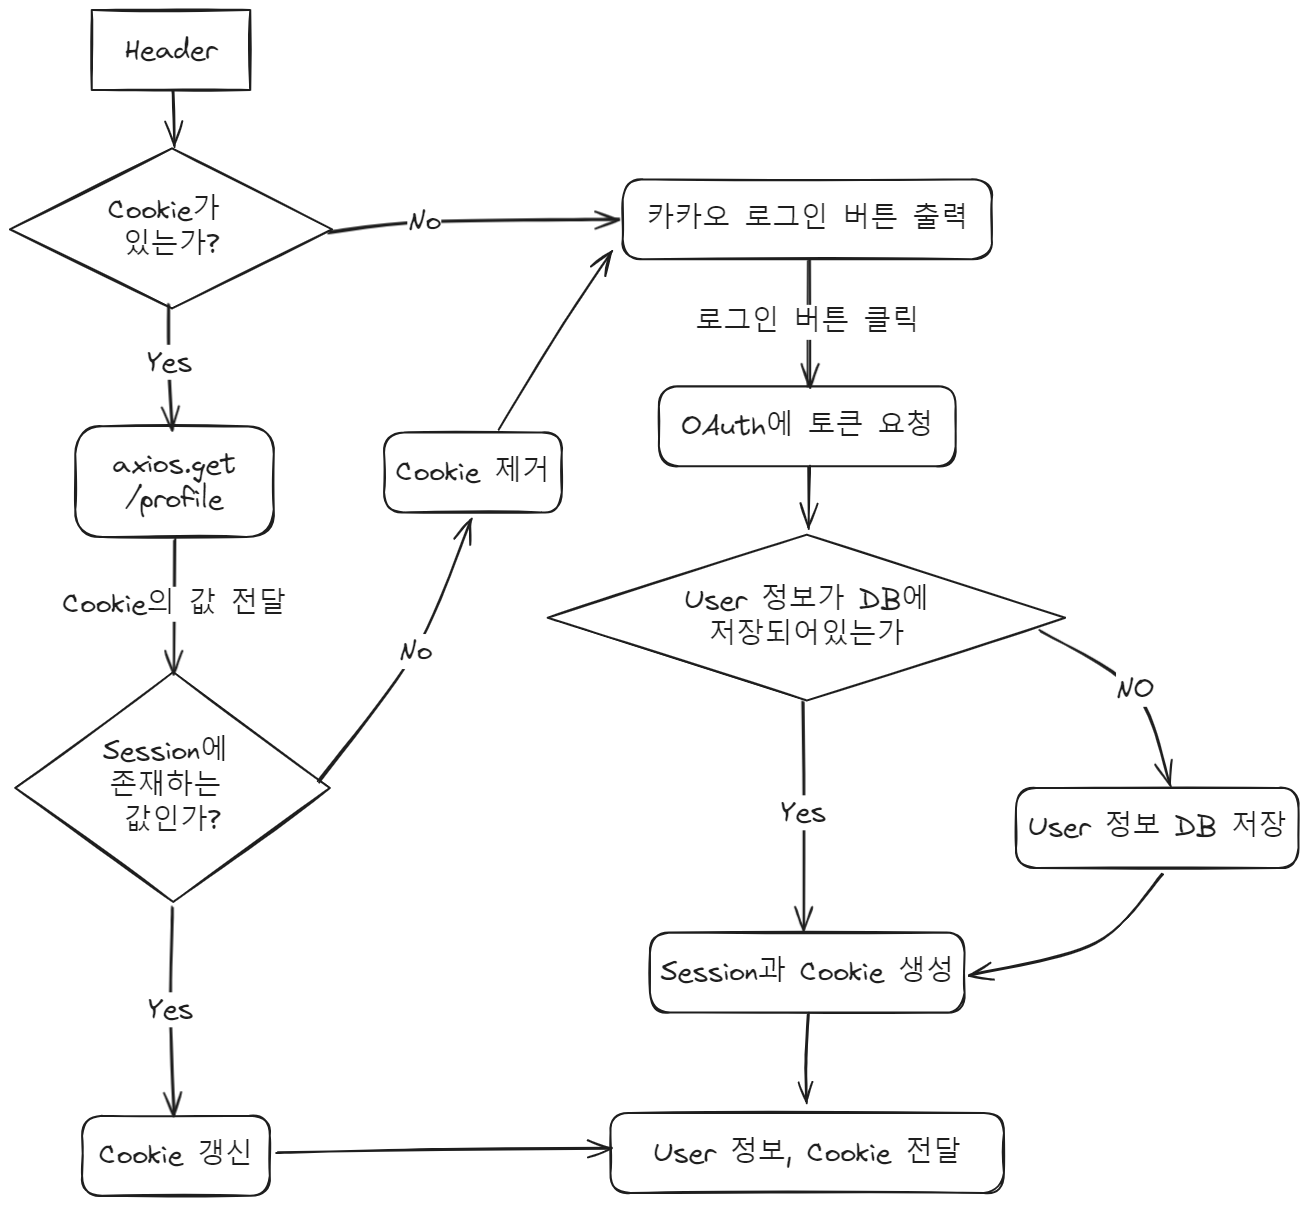 Header
Cookie가
있는가?
No
카카오 로그인 버튼 출력
로그인 버튼 클릭
Yes
axios.get
/profile
Cookie 제거
OAuth에 토큰 요청
Cookie의 값 전달
No
User 정보가 DB에
저장되어있는가
NO
Session에
존재하는
값인가?
Yes
User 정보 DB 저장
Session과 Cookie 생성
Yes
Cookie 갱신
User 정보, Cookie 전달